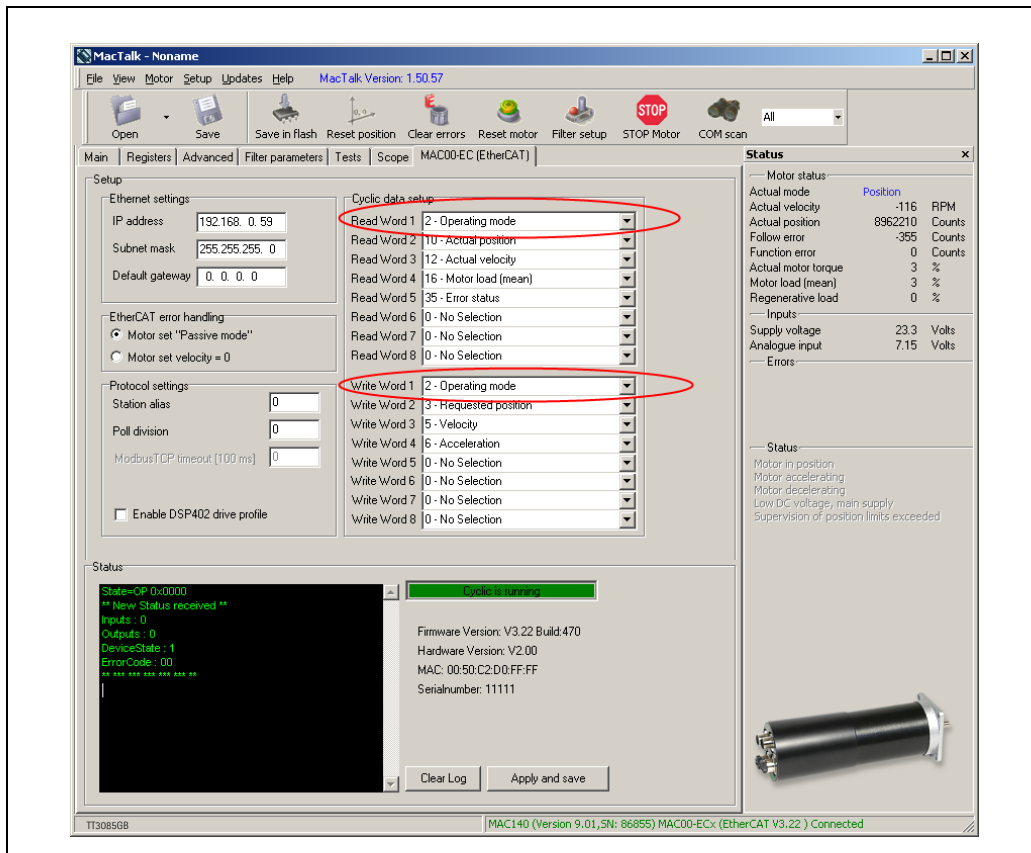 MacTalk - Noname
File View Motor Setup Updates Help MacTalk Version: 1.50.57
Open Save Save in flash Reset position Clear errors Reset motor Filter setup STOP Motor COM scan All
STOP
Main Registers Advanced Filter parameters Tests Scope MAC00-EC (EtherCAT)
Setup
Ethernet settings
IP address 192.168. 0. 59
Subnet mask 255.255.255. 0
Default gateway 0. 0. 0. 0
EtherCAT error handling
Motor set "Passive mode"
Motor set velocity = 0
Protocol settings
Station alias 0
Poll division 0
ModbusTCP timeout [100 ms] 0
Enable DSP402 drive profile
Cyclic data setup
Read Word 1 2 - Operating mode
Read Word 2 10 - Actual position
Read Word 3 12 - Actual velocity
Read Word 4 16 - Motor load (mean)
Read Word 5 35 - Error status
Read Word 6 0 - No Selection
Read Word 7 0 - No Selection
Read Word 8 0 - No Selection
Write Word 1 2 - Operating mode
Write Word 2 3 - Requested position
Write Word 3 5 - Velocity
Write Word 4 6 - Acceleration
Write Word 5 0 - No Selection
Write Word 6 0 - No Selection
Write Word 7 0 - No Selection
Write Word 8 0 - No Selection
Status
State=OP 0x0000
** New Status received **
Inputs : 0
Outputs : 0
DeviceState : 1
ErrorCode : 00
** *** *** *** *** *** **
Cyclic is running
Firmware Version: V3.22 Build:470
Hardware Version: V2.00
MAC: 00:50:C2:D0:FF:FF
Serialnumber: 11111
Clear Log Apply and save
Status x
Motor status
Actual mode Position
Actual velocity -116 RPM
Actual position 8962210 Counts
Follow error -355 Counts
Function error 0 Counts
Actual motor torque 3 %
Motor load (mean) 3 %
Regenerative load 0 %
Inputs
Supply voltage 23.3 Volts
Analogue input 7.15 Volts
Errors
Status
Motor in position
Motor accelerating
Motor decelerating
Low DC voltage, main supply
Supervision of position limits exceeded
TT3085GB
MAC140 (Version 9.01,SN: 86855) MAC00-ECx (EtherCAT V3.22 ) Connected